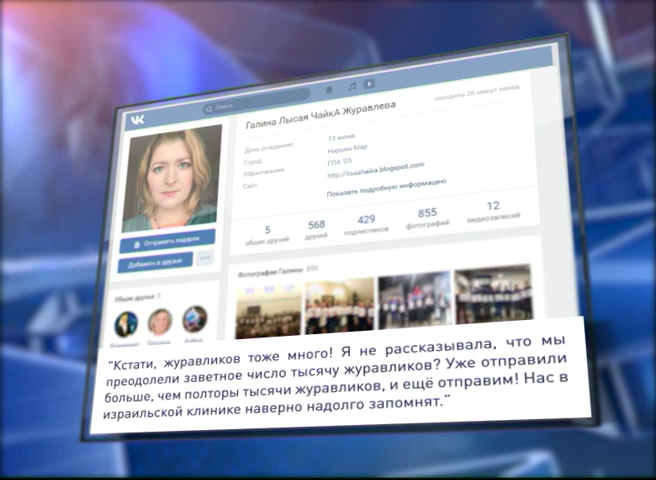 Поиск
Галина Лысая ЧайкА Журавлева
заходила 36 минут назад
День рождения:
13 июня
Город:
Нарьян-Мар
Образование:
ГПА '05
Сайт:
http://lisaahaika.blogspot.com
Показать подробную информацию
5 568 429 855 12
общих друзей друзей подписчиков фотографий видеозаписей
Отправить подарок
Добавить в друзья
Общие друзья 5
Фотографии Галины 855
"Кстати, журавликов тоже много! Я не рассказывала, что мы
преодолели заветное число тысячу журавликов? Уже отправили
больше, чем полторы тысячи журавликов, и ещё отправим! Нас в
израильской клинике наверно надолго запомнят."